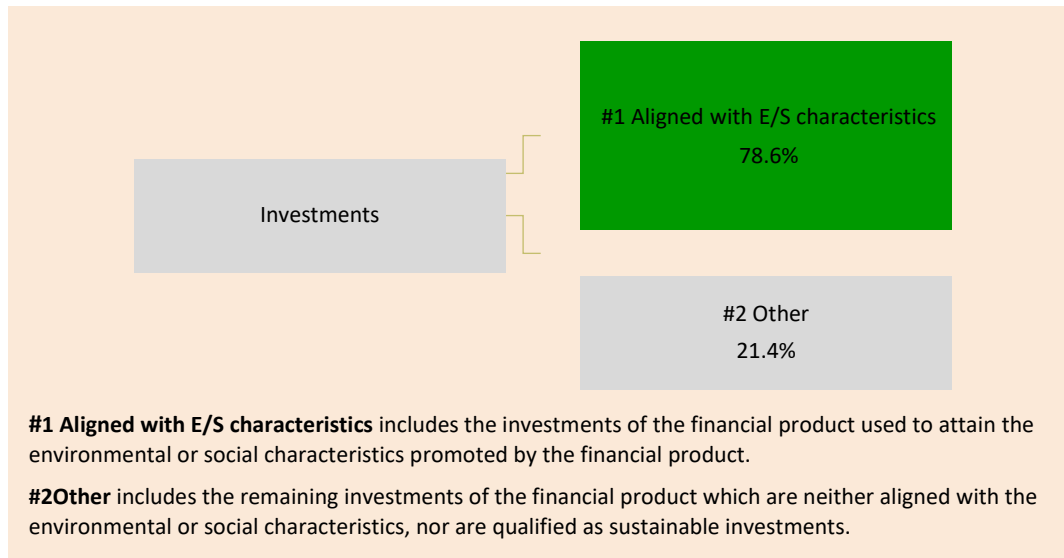 #1 Aligned with E/S characteristics
78.6%
Investments
#2 Other
21.4%
#1 Aligned with E/S characteristics includes the investments of the financial product used to attain the
environmental or social characteristics promoted by the financial product.
#2Other includes the remaining investments of the financial product which are neither aligned with the
environmental or social characteristics, nor are qualified as sustainable investments.